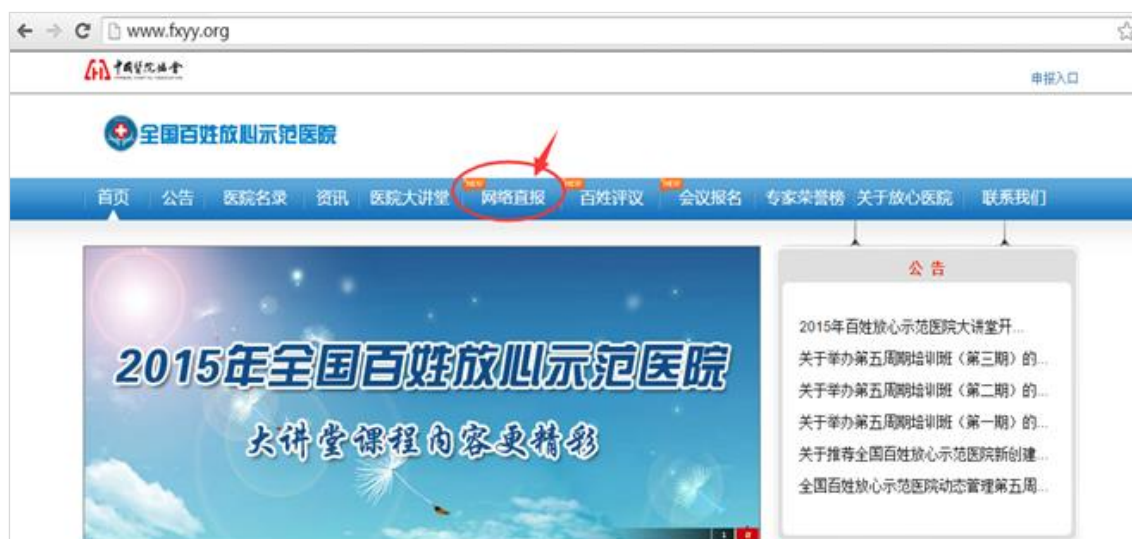 www.fxyy.org
中国医院协会
申报入口
全国百姓放心示范医院
首页 公告 医院名录 资讯 医院大讲堂 网络直报 百姓评议 会议报名 专家荣誉榜 关于放心医院 联系我们
NEW NEW NEW
公告
2015年百姓放心示范医院大讲堂开...
关于举办第五周期培训班（第三期）的...
关于举办第五周期培训班（第二期）的...
关于举办第五周期培训班（第一期）的...
关于推荐全国百姓放心示范医院新创建...
全国百姓放心示范医院动态管理第五周...
2015年全国百姓放心示范医院
大讲堂课程内容更精彩
1